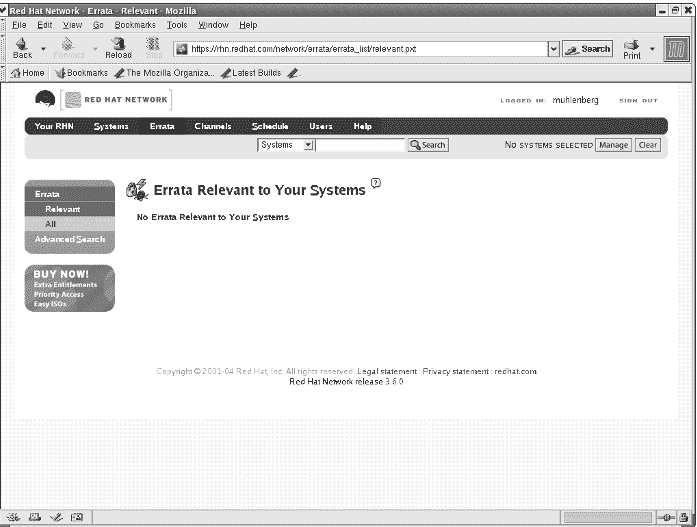 Red Hat Network - Errata - Relevant - Mozilla
File Edit View Go Bookmarks Tools Window Help
Back Forward Reload Stop https://rhn.redhat.com/network/errata/errata_list/relevant.pxt Search Print
Home Bookmarks The Mozilla Organiza... Latest Builds
RED HAT NETWORK
LOGGED IN: muhlenberg SIGN OUT
Your RHN Systems Errata Channels Schedule Users Help
Systems Search NO SYSTEMS SELECTED Manage Clear
Errata
Relevant
All
Advanced Search
Errata Relevant to Your Systems ?
No Errata Relevant to Your Systems
BUY NOW!
Extra Entitlements
Priority Access
Easy ISOs
Copyright © 2001-04 Red Hat, Inc. All rights reserved. Legal statement : Privacy statement : redhat.com
Red Hat Network release 3.6.0